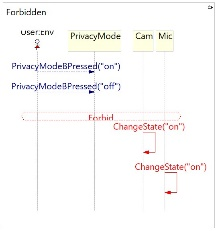 Forbidden
User:Env
PrivacyMode
Cam
Mic
PrivacyModeBPressed("on")
PrivacyModeBPressed("off")
Forbid
ChangeState("on")
ChangeState("on")